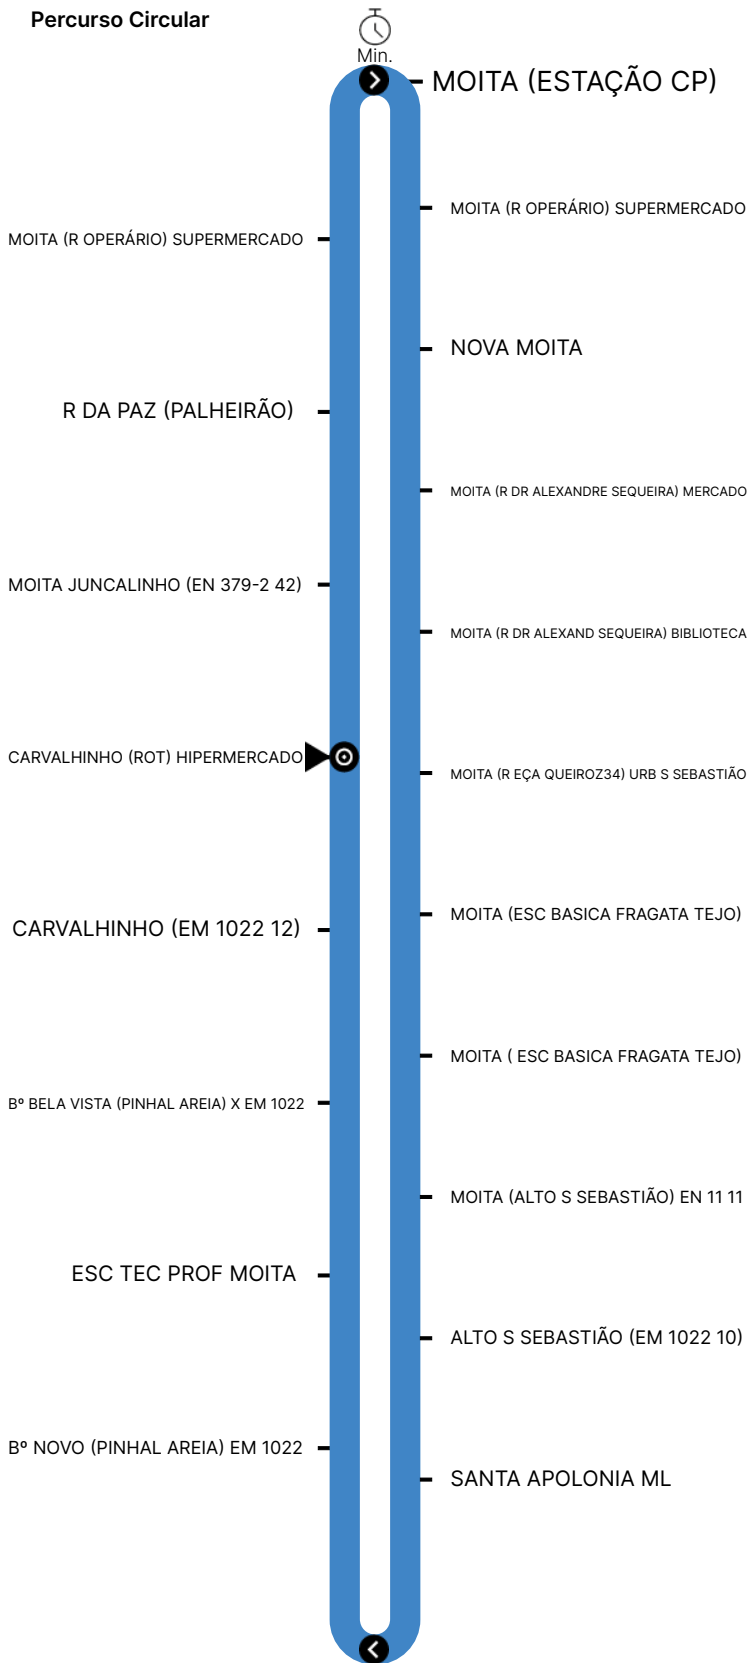 Percurso Circular
Min.
MOITA (ESTAÇÃO CP)
MOITA (R OPERÁRIO) SUPERMERCADO
MOITA (R OPERÁRIO) SUPERMERCADO
NOVA MOITA
R DA PAZ (PALHEIRÃO)
MOITA (R DR ALEXANDRE SEQUEIRA) MERCADO
MOITA JUNCALINHO (EN 379-2 42)
MOITA (R DR ALEXAND SEQUEIRA) BIBLIOTECA
CARVALHINHO (ROT) HIPERMERCADO
MOITA (R EÇA QUEIROZ34) URB S SEBASTIÃO
MOITA (ESC BASICA FRAGATA TEJO)
CARVALHINHO (EM 1022 12)
MOITA ( ESC BASICA FRAGATA TEJO)
Bº BELA VISTA (PINHAL AREIA) X EM 1022
MOITA (ALTO S SEBASTIÃO) EN 11 11
ESC TEC PROF MOITA
ALTO S SEBASTIÃO (EM 1022 10)
Bº NOVO (PINHAL AREIA) EM 1022
SANTA APOLONIA ML